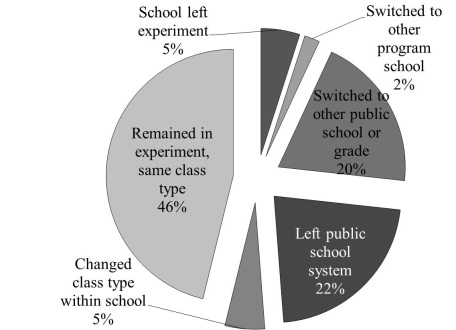 School left
experiment
5%
Switched to
other
program
school
2%
Switched to
other public
school or
grade
20%
Remained in
experiment,
same class
type
46%
Left public
school
system
22%
Changed
class type
within school
5%